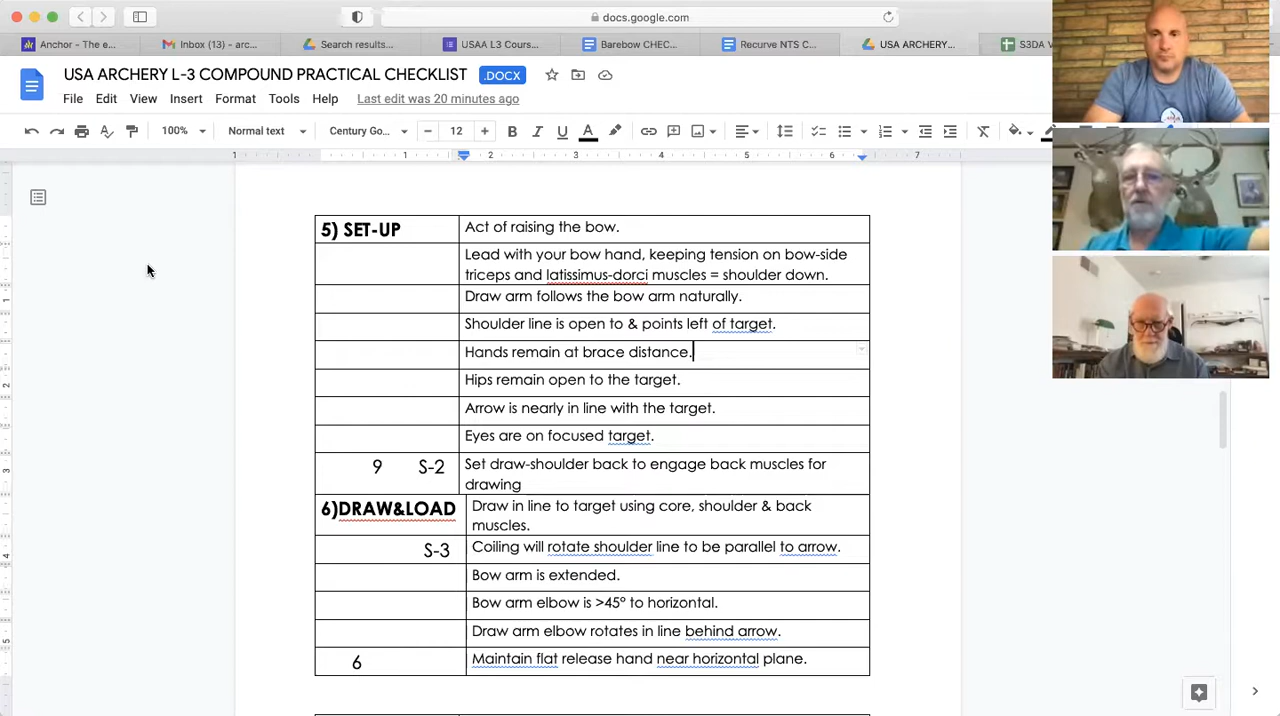 docs.google.com
Anchor - The e...
Inbox (13) - arc...
Search results...
USAA L3 Cours...
Barebow CHEC...
Recurve NTS C...
USA ARCHERY...
S3DA V
USA ARCHERY L-3 COMPOUND PRACTICAL CHECKLIST
.DOCX
File Edit View Insert Format Tools Help Last edit was 20 minutes ago
100% Normal text Century Go... 12
1 1 2 3 4 5 6 7
5) SET-UP Act of raising the bow.
Lead with your bow hand, keeping tension on bow-side
triceps and latissimus-dorci muscles = shoulder down.
Draw arm follows the bow arm naturally.
Shoulder line is open to & points left of target.
Hands remain at brace distance.
Hips remain open to the target.
Arrow is nearly in line with the target.
Eyes are on focused target.
9 S-2 Set draw-shoulder back to engage back muscles for
drawing
6)DRAW&LOAD Draw in line to target using core, shoulder & back
muscles.
S-3 Coiling will rotate shoulder line to be parallel to arrow.
Bow arm is extended.
Bow arm elbow is >45° to horizontal.
Draw arm elbow rotates in line behind arrow.
6 Maintain flat release hand near horizontal plane.